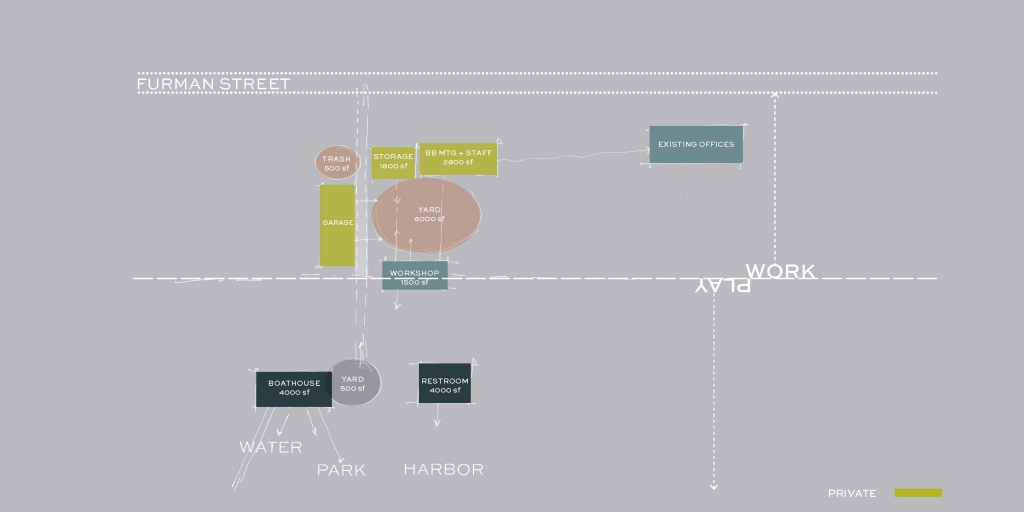 FURMAN STREET
TRASH
500 sf
STORAGE
1800 sf
BB MTG + STAFF
2800 sf
EXISTING OFFICES
GARAGE
YARD
6000 sf
WORKSHOP
1500 sf
WORK
PLAY
BOATHOUSE
4000 sf
YARD
500 sf
RESTROOM
4000 sf
WATER
PARK
HARBOR
PRIVATE